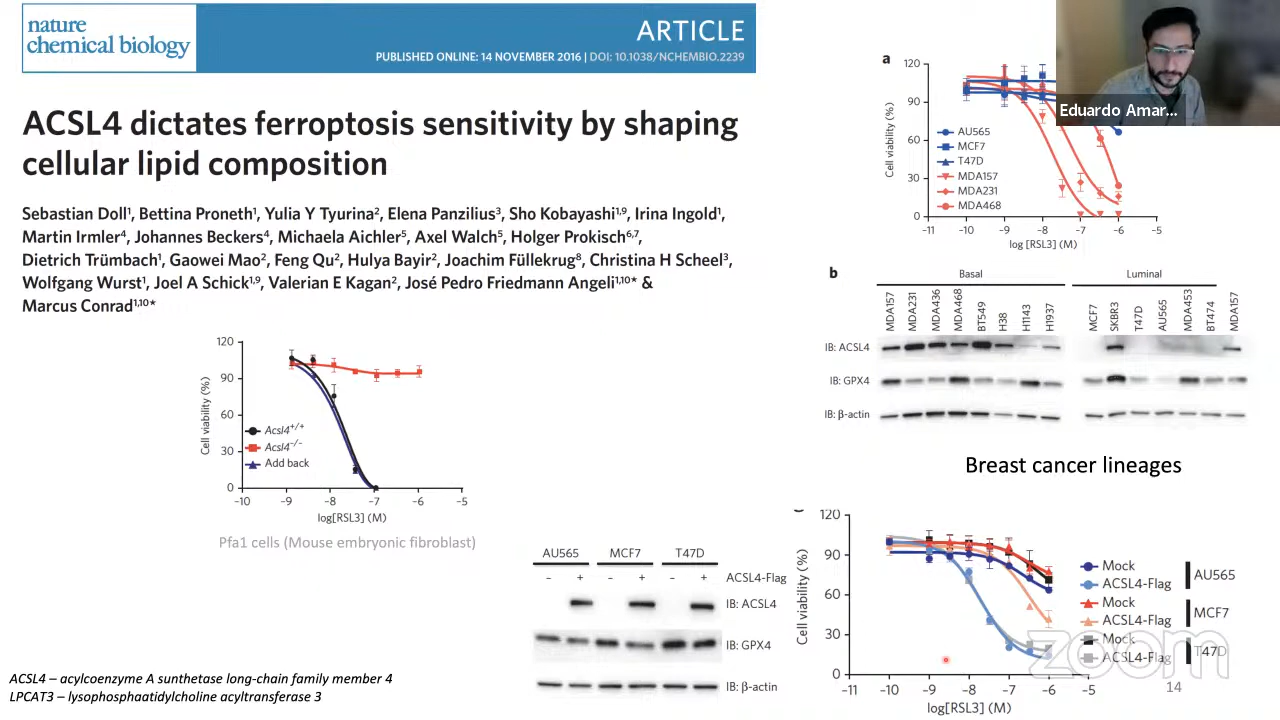 nature
chemical biology
ARTICLE
PUBLISHED ONLINE: 14 NOVEMBER 2016 | DOI: 10.1038/NCHEMBIO.2239
ACSL4 dictates ferroptosis sensitivity by shaping
cellular lipid composition
Sebastian Doll¹, Bettina Proneth¹, Yulia Y Tyurina², Elena Panzilius³, Sho Kobayashi¹,⁹, Irina Ingold¹,
Martin Irmler⁴, Johannes Beckers⁴, Michaela Aichler⁵, Axel Walch⁵, Holger Prokisch⁶,⁷,
Dietrich Trümbach¹, Gaowei Mao², Feng Qu², Hulya Bayir², Joachim Füllekrug⁸, Christina H Scheel³,
Wolfgang Wurst¹, Joel A Schick¹,⁹, Valerian E Kagan², José Pedro Friedmann Angeli¹,¹⁰* &
Marcus Conrad¹,¹⁰*
120
90
60
30
0
Cell viability (%)
Acsl4⁺/⁺
Acsl4⁻/⁻
Add back
−10 −9 −8 −7 −6 −5
log[RSL3] (M)
Pfa1 cells (Mouse embryonic fibroblast)
AU565 MCF7 T47D
– + – + – + ACSL4-Flag
IB: ACSL4
IB: GPX4
IB: β-actin
ACSL4 – acylcoenzyme A sunthetase long-chain family member 4
LPCAT3 – lysophosphaatidylcholine acyltransferase 3
a
120
90
60
30
0
Cell viability (%)
AU565
MCF7
T47D
MDA157
MDA231
MDA468
−11 −10 −9 −8 −7 −6 −5
log [RSL3] (M)
Eduardo Amar...
b
Basal Luminal
MDA157 MDA231 MDA436 MDA468 BT549 H38 H1143 H1937 MCF7 SKBR3 T47D AU565 MDA453 BT474 MDA157
IB: ACSL4
IB: GPX4
IB: β-actin
Breast cancer lineages
120
90
60
30
0
Cell viability (%)
Mock
ACSL4-Flag
AU565
Mock
ACSL4-Flag
MCF7
Mock
ACSL4-Flag
T47D
−11 −10 −9 −8 −7 −6 −5
log[RSL3] (M)
zoom
14